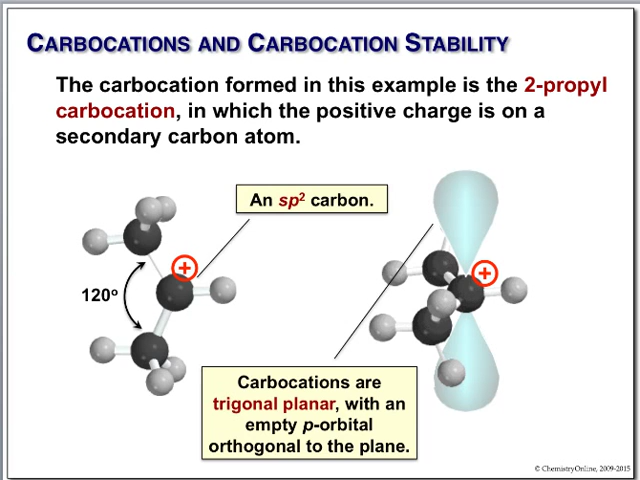 CARBOCATIONS AND CARBOCATION STABILITY
The carbocation formed in this example is the 2-propyl
carbocation, in which the positive charge is on a
secondary carbon atom.
An sp² carbon.
+
+
120°
Carbocations are
trigonal planar, with an
empty p-orbital
orthogonal to the plane.
© ChemistryOnline, 2009-2015